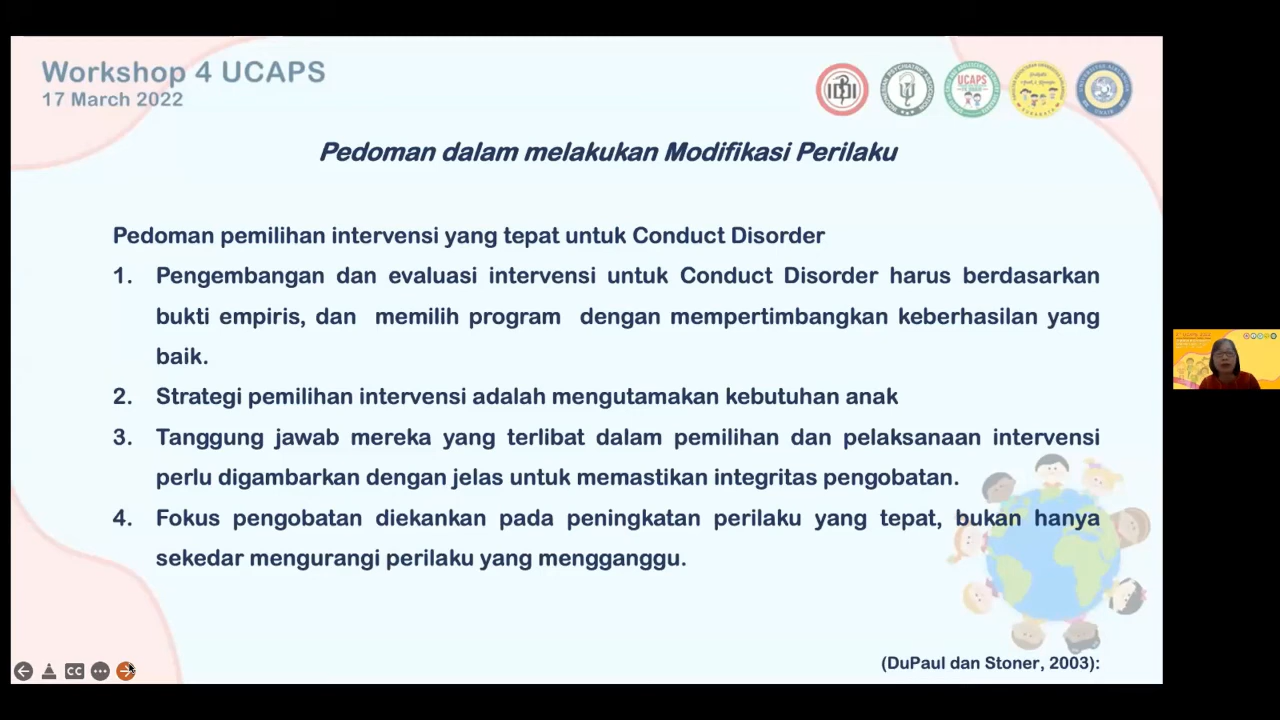 Workshop 4 UCAPS
17 March 2022
IDI
UCAPS
Pedoman dalam melakukan Modifikasi Perilaku
Pedoman pemilihan intervensi yang tepat untuk Conduct Disorder
1. Pengembangan dan evaluasi intervensi untuk Conduct Disorder harus berdasarkan
bukti empiris, dan memilih program dengan mempertimbangkan keberhasilan yang
baik.
2. Strategi pemilihan intervensi adalah mengutamakan kebutuhan anak
3. Tanggung jawab mereka yang terlibat dalam pemilihan dan pelaksanaan intervensi
perlu digambarkan dengan jelas untuk memastikan integritas pengobatan.
4. Fokus pengobatan diekankan pada peningkatan perilaku yang tepat, bukan hanya
sekedar mengurangi perilaku yang mengganggu.
CC
(DuPaul dan Stoner, 2003):